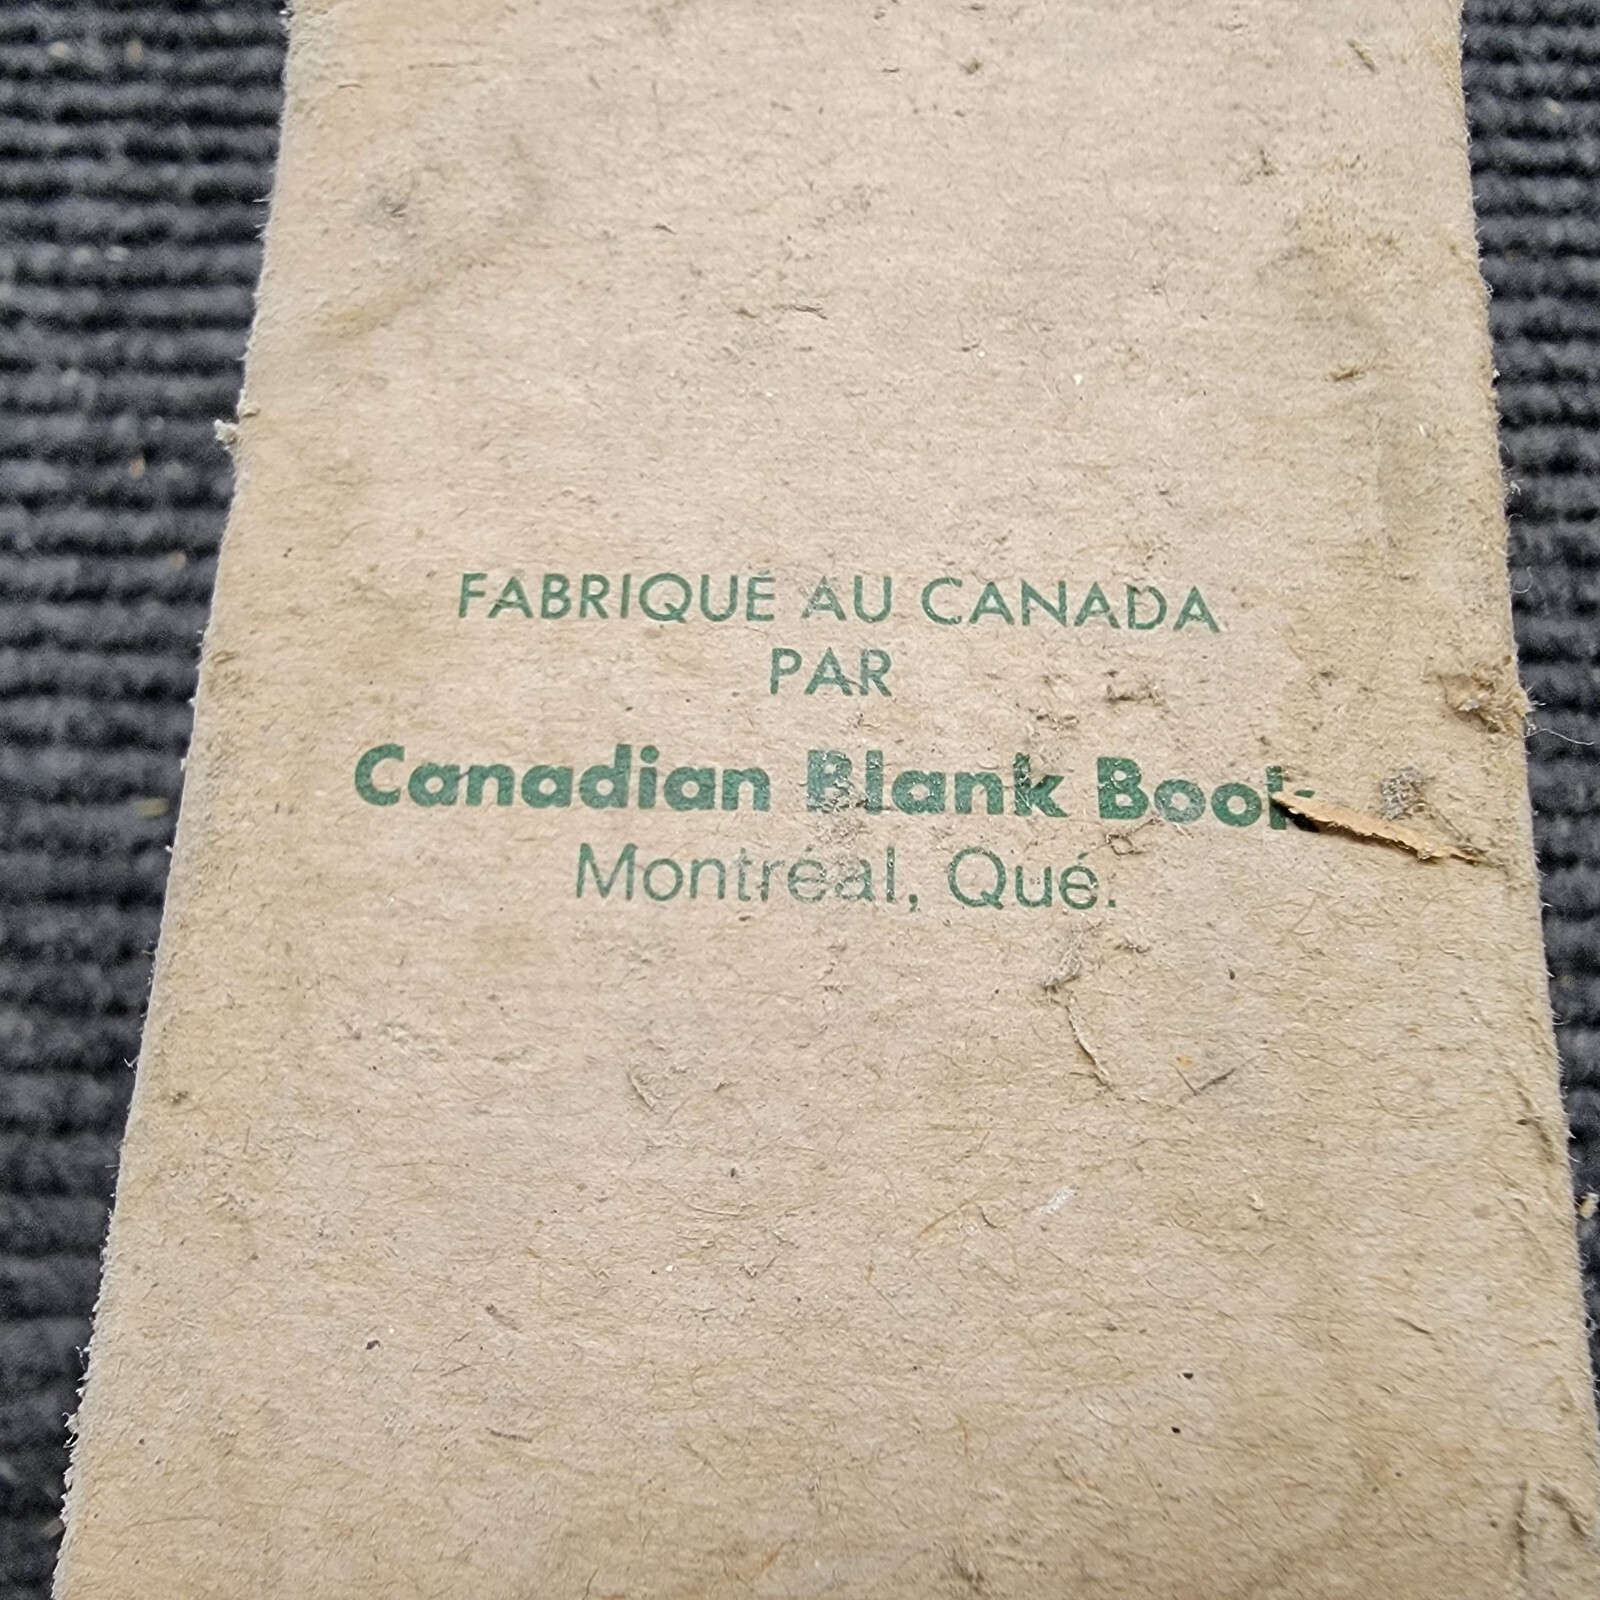 FABRIQUÉ AU CANADA
PAR
Canadian Blank Book
Montréal, Qué.